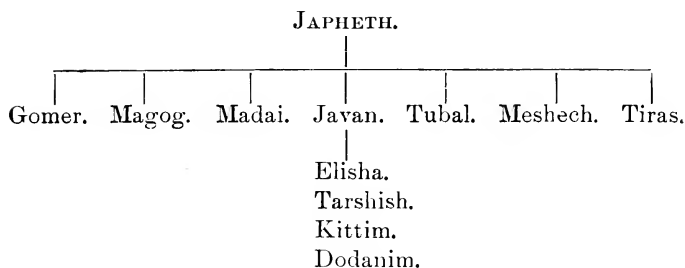 JAPHETH.
Gomer. Magog. Madai. Javan. Tubal. Meshech. Tiras.
Elisha.
Tarshish.
Kittim.
Dodanim.